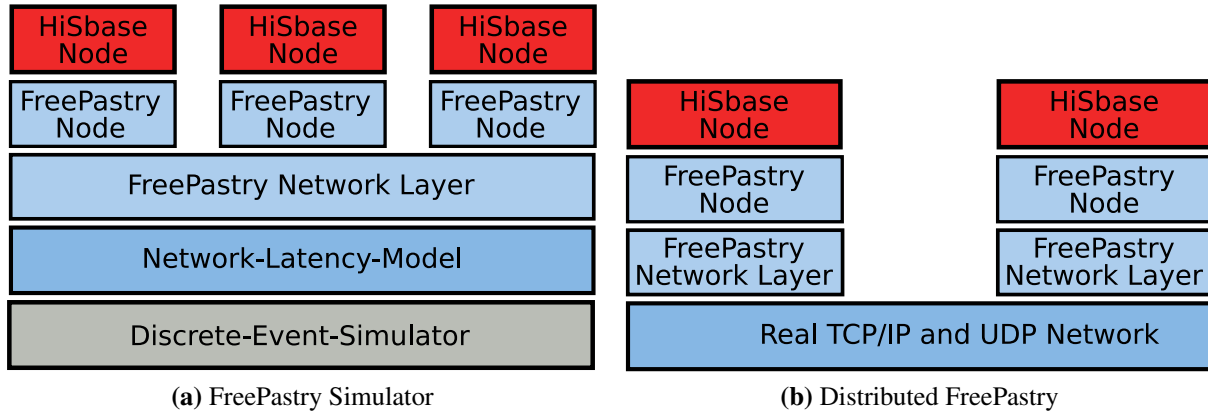 HiSbase
Node
HiSbase
Node
HiSbase
Node
FreePastry
Node
FreePastry
Node
FreePastry
Node
FreePastry Network Layer
Network-Latency-Model
Discrete-Event-Simulator
(a) FreePastry Simulator
HiSbase
Node
HiSbase
Node
FreePastry
Node
FreePastry
Node
FreePastry
Network Layer
FreePastry
Network Layer
Real TCP/IP and UDP Network
(b) Distributed FreePastry